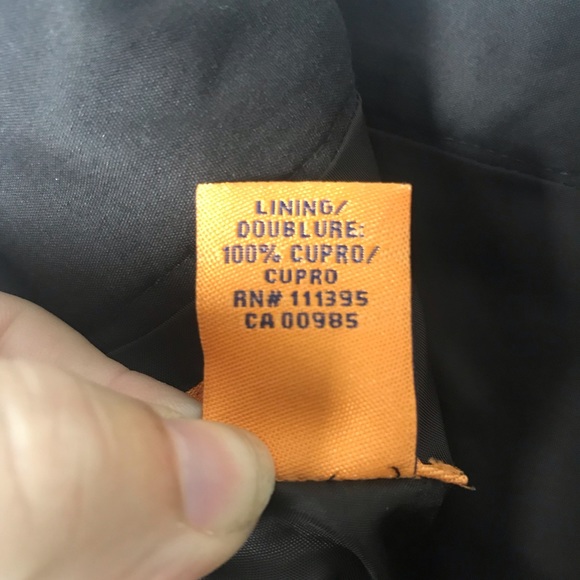 LINING/
DOUBLURE:
100% CUPRO/
CUPRO
RN# 111395
CA 00985